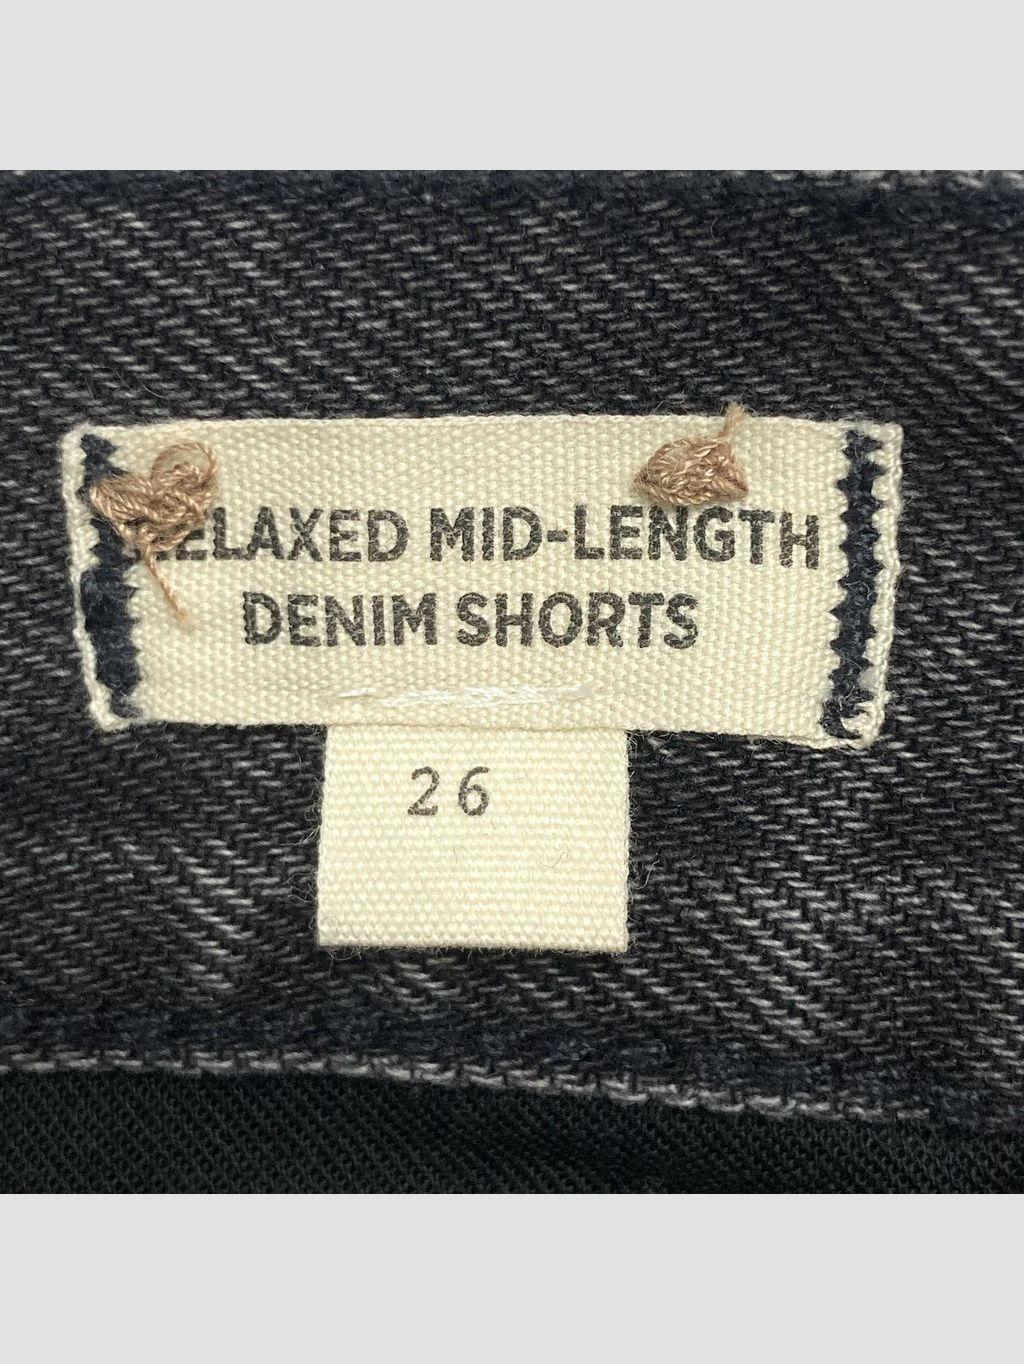 RELAXED MID-LENGTH
DENIM SHORTS
26